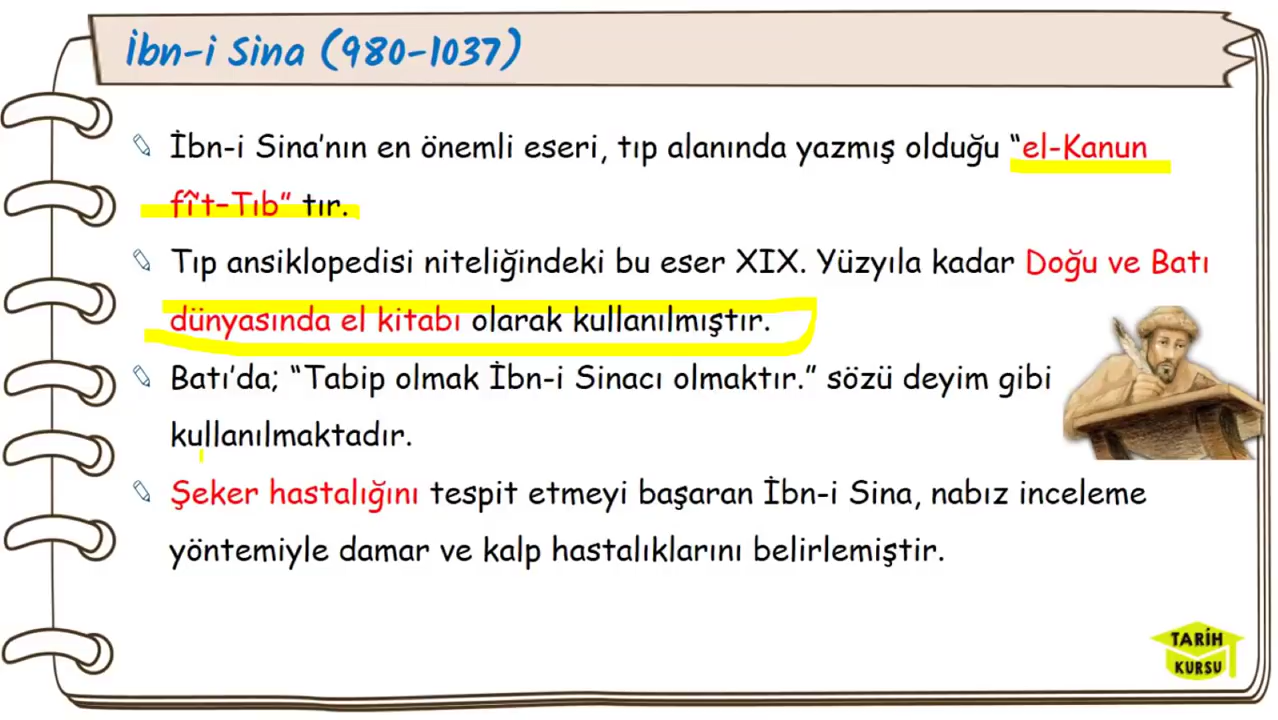 İbn-i Sina (980-1037)
İbn-i Sina’nın en önemli eseri, tıp alanında yazmış olduğu “el-Kanun
fî’t–Tıb” tır.
Tıp ansiklopedisi niteliğindeki bu eser XIX. Yüzyıla kadar Doğu ve Batı
dünyasında el kitabı olarak kullanılmıştır.
Batı’da; “Tabip olmak İbn-i Sinacı olmaktır.” sözü deyim gibi
kullanılmaktadır.
Şeker hastalığını tespit etmeyi başaran İbn-i Sina, nabız inceleme
yöntemiyle damar ve kalp hastalıklarını belirlemiştir.
TARİH
KURSU